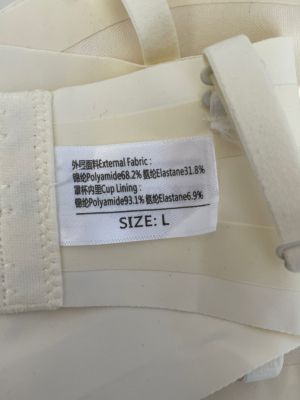 外层面料External Fabric：
锦纶Polyamide68.2% 氨纶Elastane31.8%
罩杯内里Cup Lining：
锦纶Polyamide93.1% 氨纶Elastane6.9%
SIZE: L